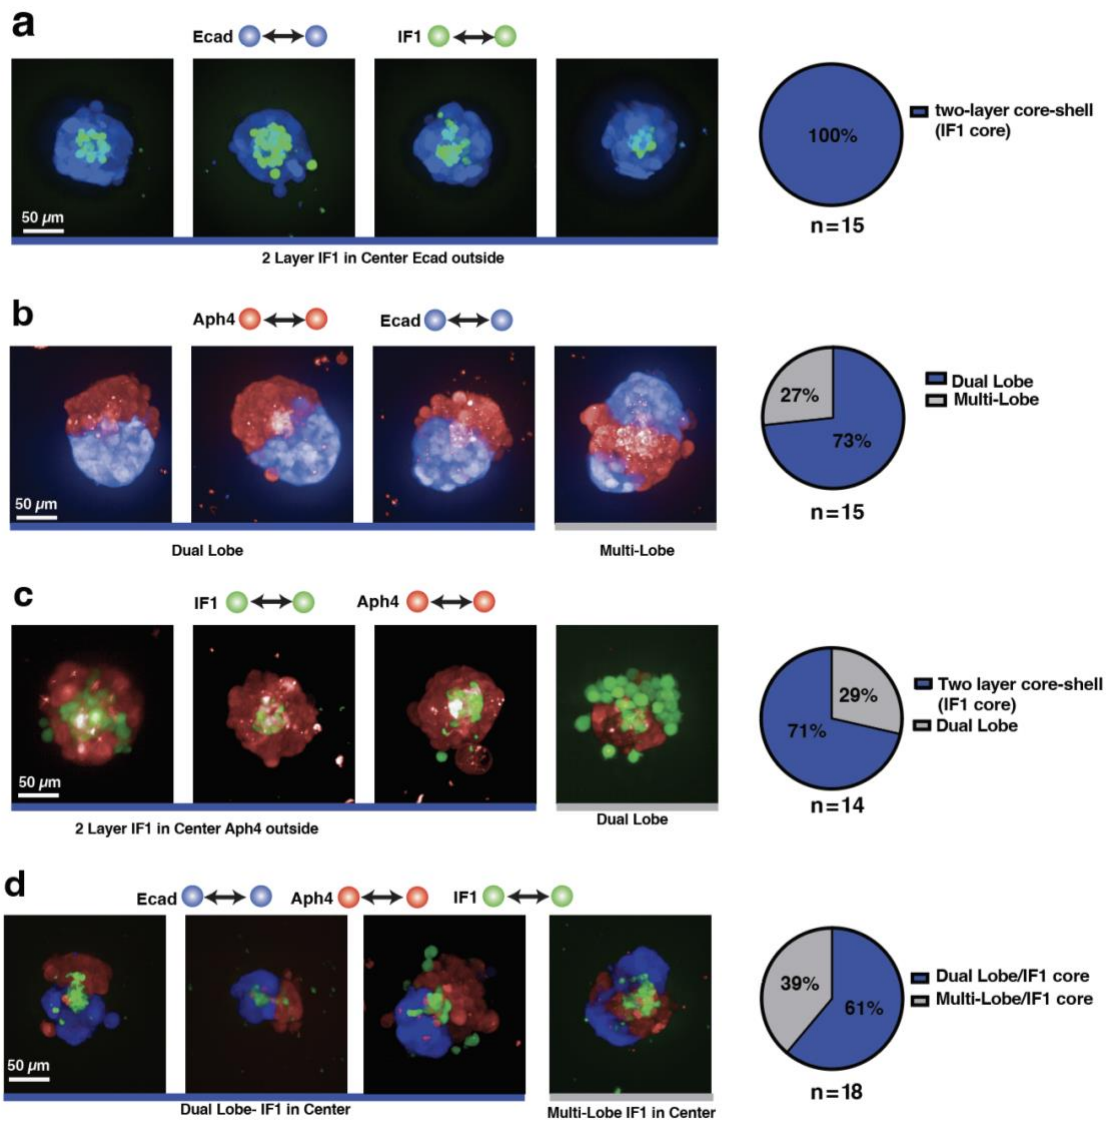 a
Ecad
IF1
50 µm
2 Layer IF1 in Center Ecad outside
100%
two-layer core-shell
(IF1 core)
n=15
b
Aph4
Ecad
50 µm
Dual Lobe
Multi-Lobe
27%
73%
Dual Lobe
Multi-Lobe
n=15
c
IF1
Aph4
50 µm
2 Layer IF1 in Center Aph4 outside
Dual Lobe
29%
71%
Two layer core-shell
(IF1 core)
Dual Lobe
n=14
d
Ecad
Aph4
IF1
50 µm
Dual Lobe- IF1 in Center
Multi-Lobe IF1 in Center
39%
61%
Dual Lobe/IF1 core
Multi-Lobe/IF1 core
n=18